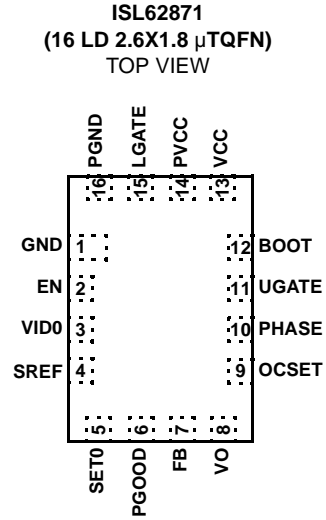 ISL62871
(16 LD 2.6X1.8 µTQFN)
TOP VIEW
PGND
LGATE
PVCC
VCC
16
15
14
13
GND 1
12 BOOT
EN 2
11 UGATE
VID0 3
10 PHASE
SREF 4
9 OCSET
5
6
7
8
SET0
PGOOD
FB
VO